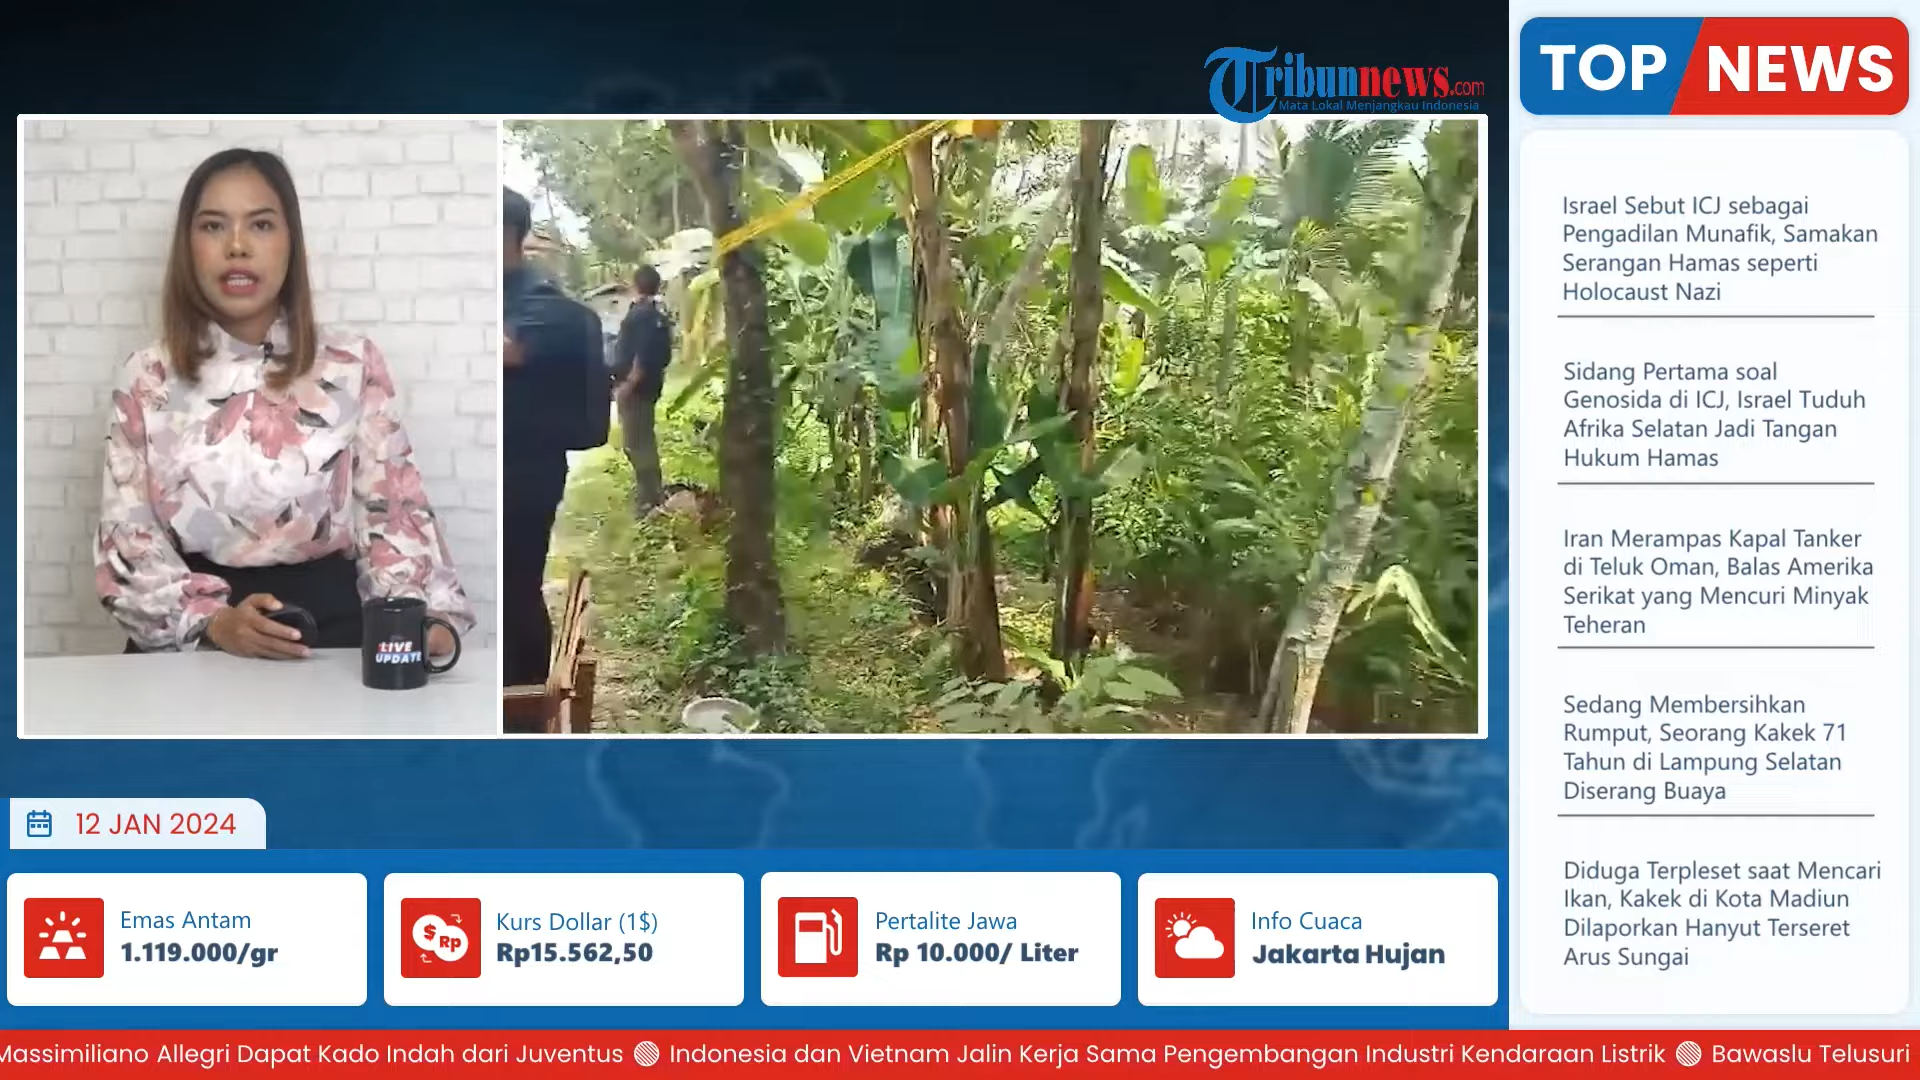 Tribunnews.com
Mata Lokal Menjangkau Indonesia
LIVE
UPDATE
TOP NEWS
Israel Sebut ICJ sebagai
Pengadilan Munafik, Samakan
Serangan Hamas seperti
Holocaust Nazi
Sidang Pertama soal
Genosida di ICJ, Israel Tuduh
Afrika Selatan Jadi Tangan
Hukum Hamas
Iran Merampas Kapal Tanker
di Teluk Oman, Balas Amerika
Serikat yang Mencuri Minyak
Teheran
Sedang Membersihkan
Rumput, Seorang Kakek 71
Tahun di Lampung Selatan
Diserang Buaya
Diduga Terpleset saat Mencari
Ikan, Kakek di Kota Madiun
Dilaporkan Hanyut Terseret
Arus Sungai
12 JAN 2024
Emas Antam
1.119.000/gr
$ Rp
Kurs Dollar (1$)
Rp15.562,50
Pertalite Jawa
Rp 10.000/ Liter
Info Cuaca
Jakarta Hujan
Massimiliano Allegri Dapat Kado Indah dari Juventus Indonesia dan Vietnam Jalin Kerja Sama Pengembangan Industri Kendaraan Listrik Bawaslu Telusuri